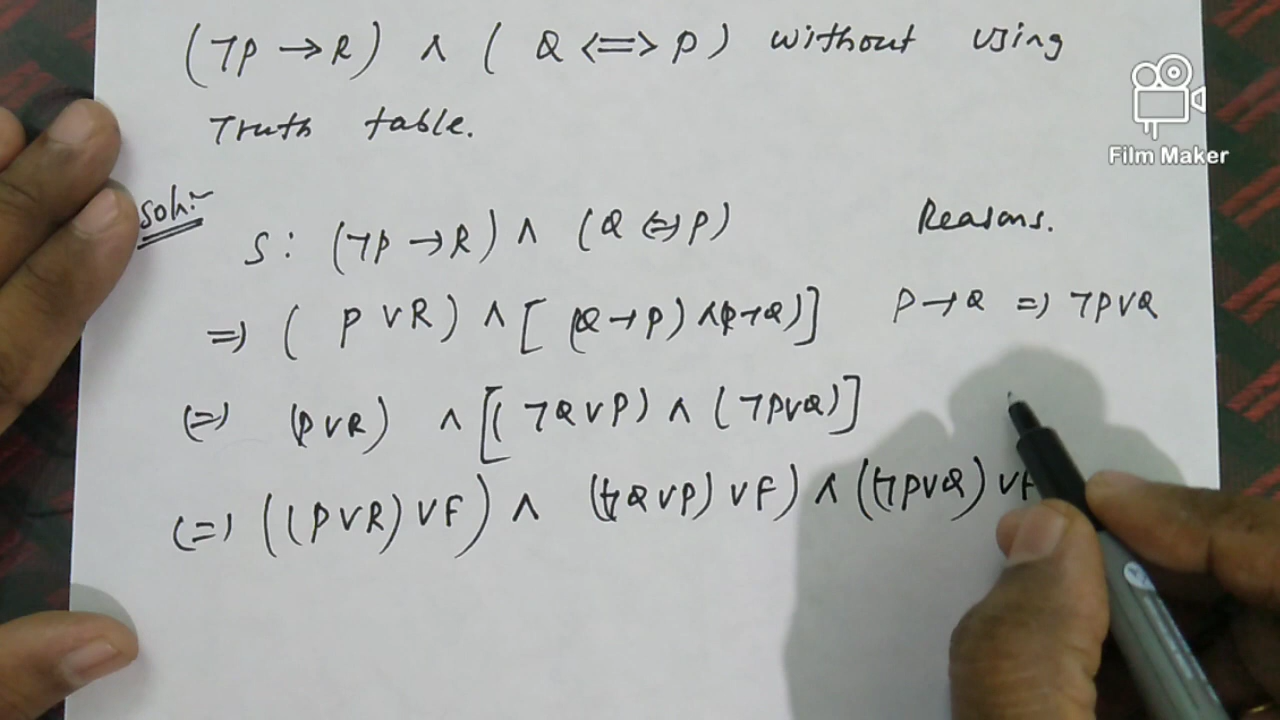 (¬P → R) ∧ ( Q <=> P ) without using
Truth table.
Film Maker
Soln:-
S : (¬P → R) ∧ (Q <=> P)
Reasons.
=> ( P ∨ R) ∧ [ (Q → P) ∧ (P → Q)]
P → Q => ¬P ∨ Q
<=> (P ∨ R) ∧ [( ¬Q ∨ P) ∧ (¬P ∨ Q)]
<=> ((P ∨ R) ∨ F) ∧ ((¬Q ∨ P) ∨ F) ∧ ((¬P ∨ Q) ∨ F